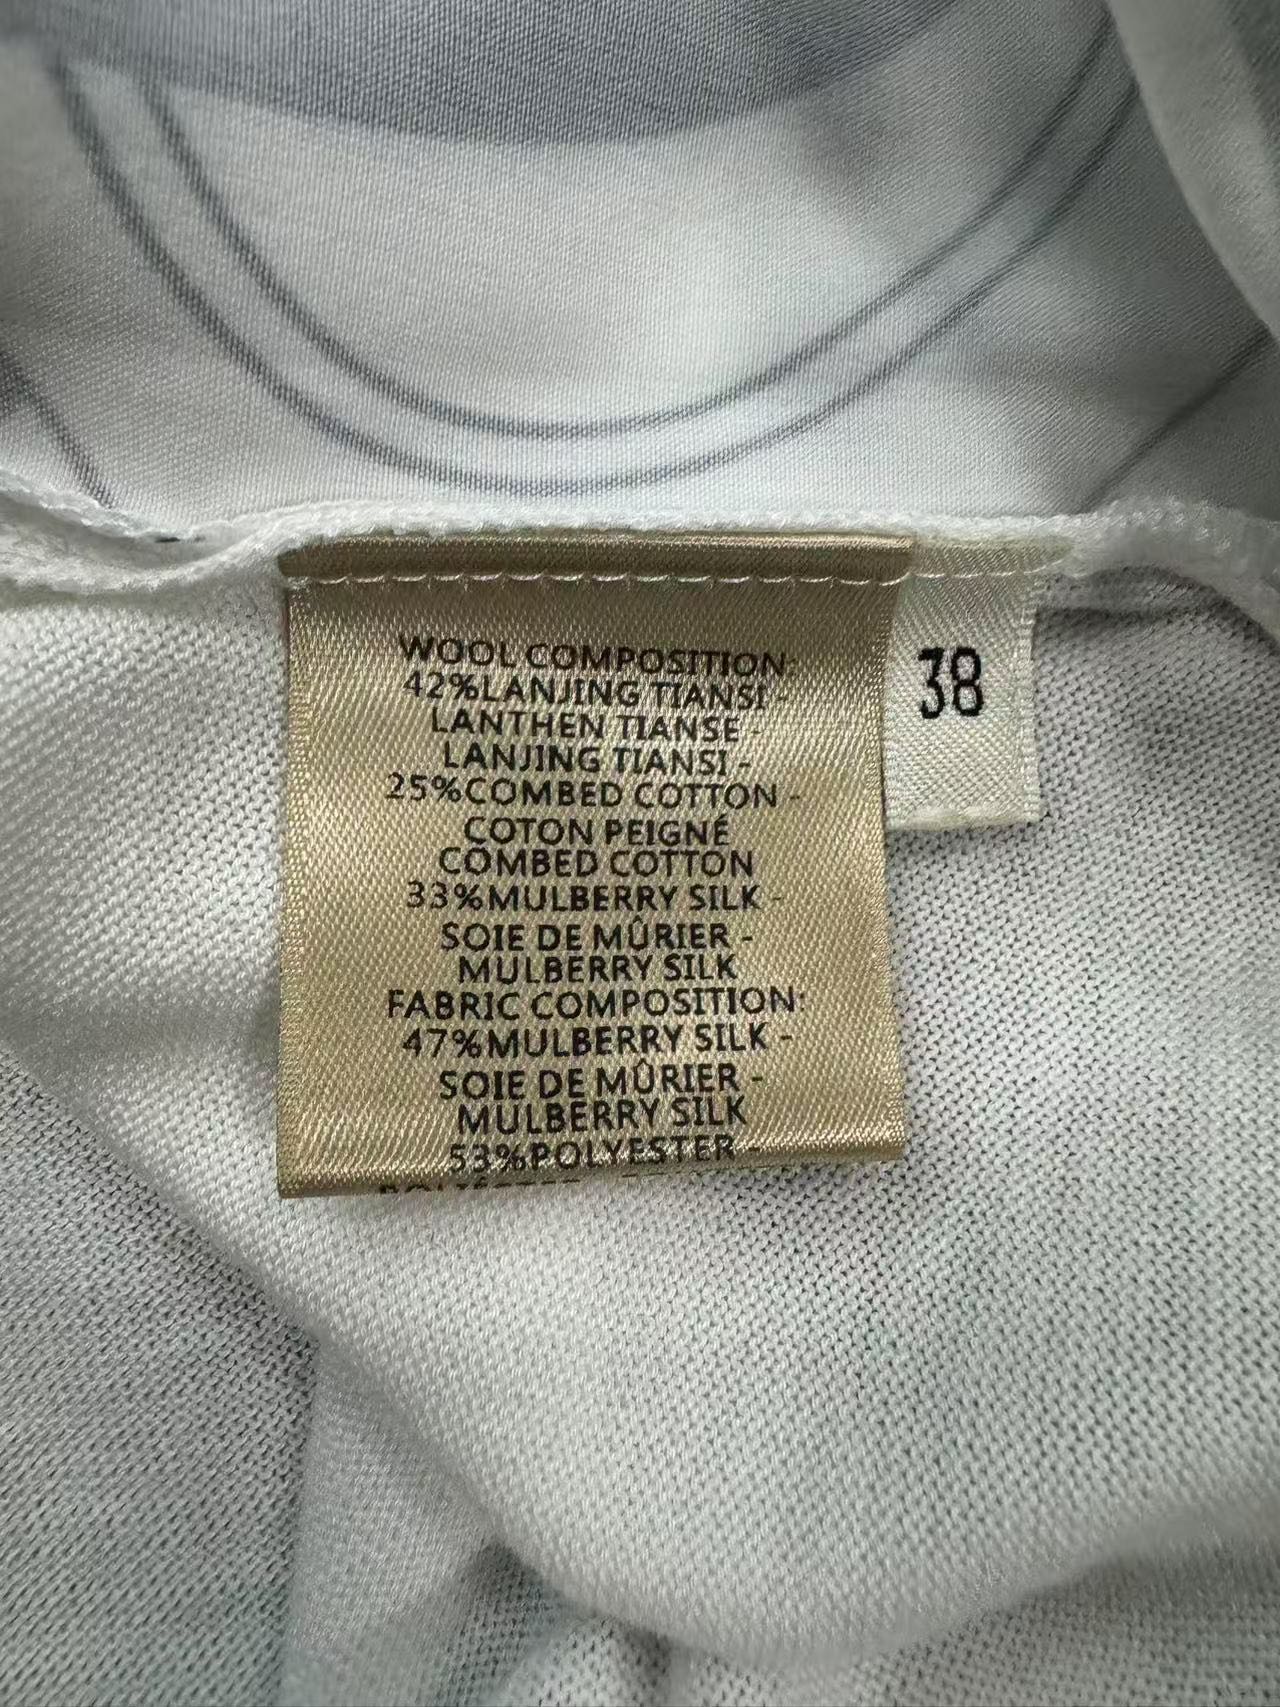 WOOL COMPOSITION:
42%LANJING TIANSI -
LANTHEN TIANSE -
LANJING TIANSI -
25%COMBED COTTON -
COTON PEIGNÉ
COMBED COTTON
33%MULBERRY SILK -
SOIE DE MÛRIER -
MULBERRY SILK
FABRIC COMPOSITION:
47%MULBERRY SILK -
SOIE DE MÛRIER -
MULBERRY SILK
53%POLYESTER -
38